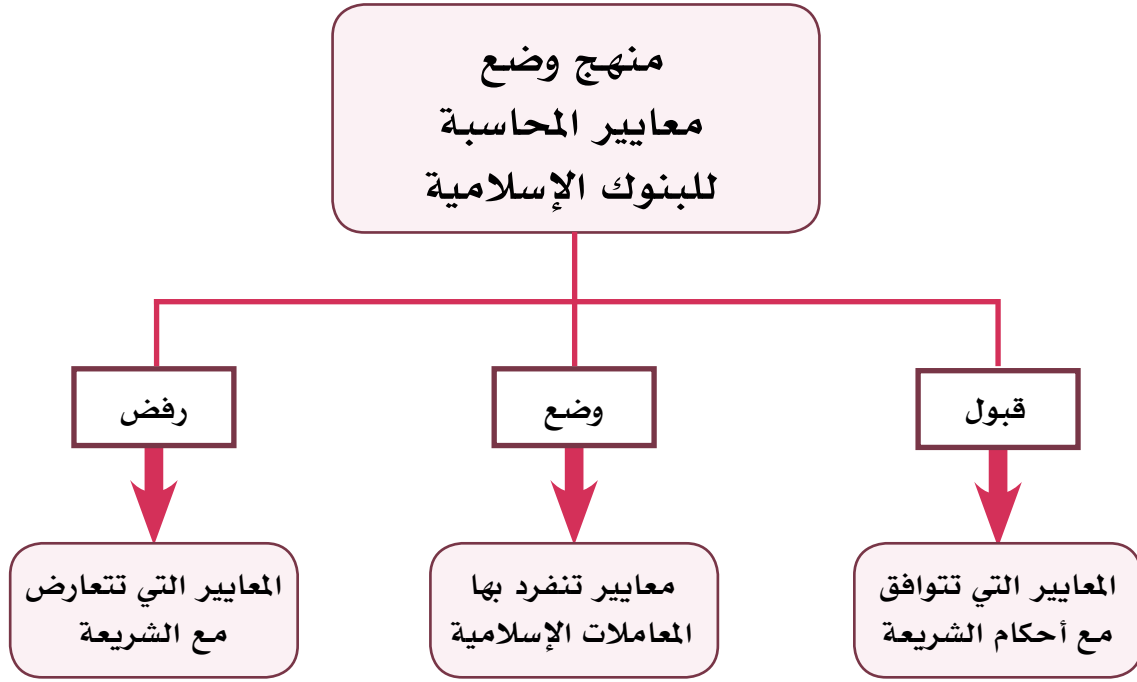 منهج وضع
معايير المحاسبة
للبنوك الإسلامية
قبول
وضع
رفض
المعايير التي تتوافق
مع أحكام الشريعة
معايير تنفرد بها
المعاملات الإسلامية
المعايير التي تتعارض
مع الشريعة